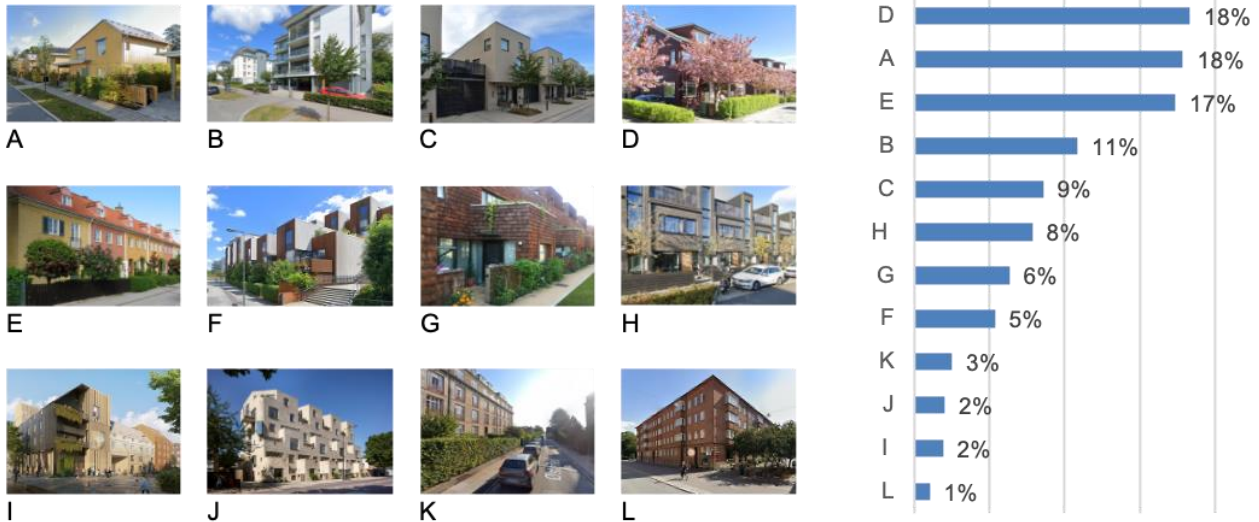 A
B
C
D
E
F
G
H
I
J
K
L
D 18%
A 18%
E 17%
B 11%
C 9%
H 8%
G 6%
F 5%
K 3%
J 2%
I 2%
L 1%